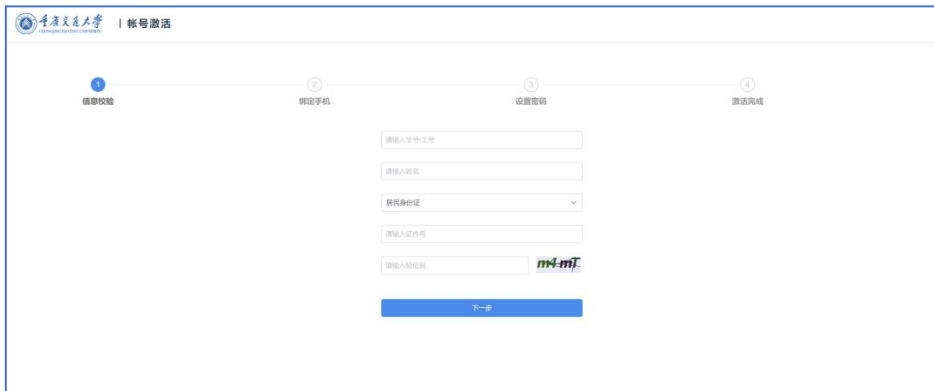 重庆交通大学 | 帐号激活
CHONGQING JIAOTONG UNIVERSITY
1 2 3 4
信息校验 绑定手机 设置密码 激活完成
请输入学号/工号
请输入姓名
居民身份证
请输入证件号
请输入验证码 m4mT
下一步